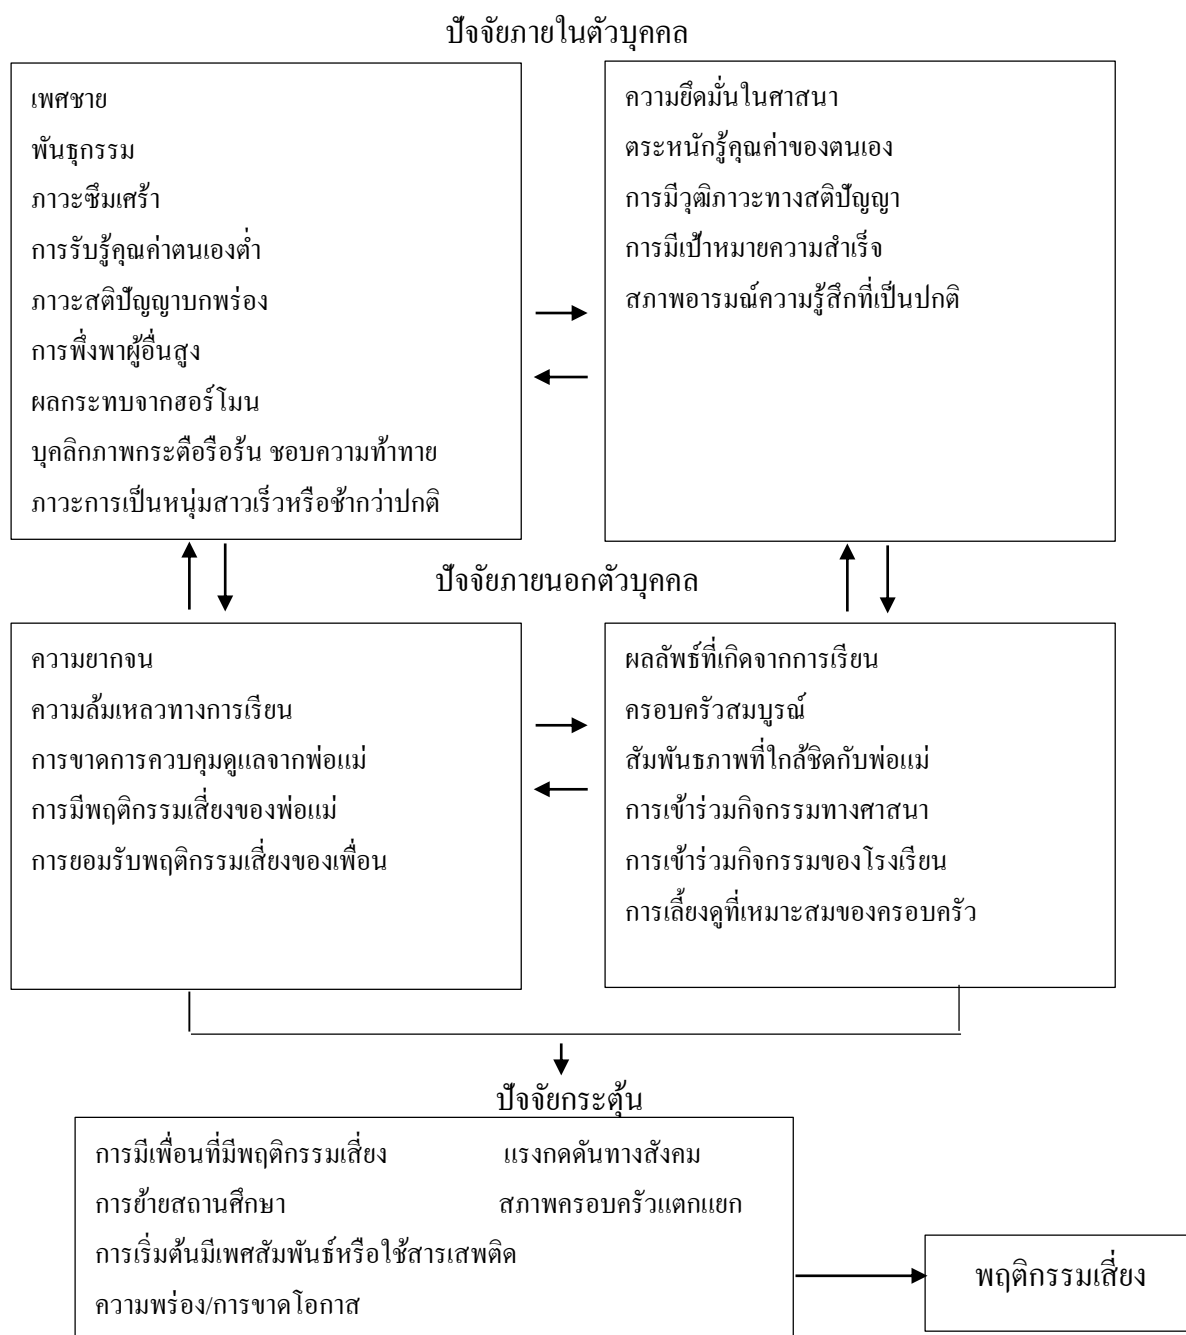 ปัจจัยภายในตัวบุคคล
เพศชาย
พันธุกรรม
ภาวะซึมเศร้า
การรับรู้คุณค่าตนเองต่ำ
ภาวะสติปัญญาบกพร่อง
การพึ่งพาผู้อื่นสูง
ผลกระทบจากฮอร์โมน
บุคลิกภาพกระตือรือร้น ชอบความท้าทาย
ภาวะการเป็นหนุ่มสาวเร็วหรือช้ากว่าปกติ
ความยึดมั่นในศาสนา
ตระหนักรู้คุณค่าของตนเอง
การมีวุฒิภาวะทางสติปัญญา
การมีเป้าหมายความสำเร็จ
สภาพอารมณ์ความรู้สึกที่เป็นปกติ
ปัจจัยภายนอกตัวบุคคล
ความยากจน
ความล้มเหลวทางการเรียน
การขาดการควบคุมดูแลจากพ่อแม่
การมีพฤติกรรมเสี่ยงของพ่อแม่
การยอมรับพฤติกรรมเสี่ยงของเพื่อน
ผลลัพธ์ที่เกิดจากการเรียน
ครอบครัวสมบูรณ์
สัมพันธภาพที่ใกล้ชิดกับพ่อแม่
การเข้าร่วมกิจกรรมทางศาสนา
การเข้าร่วมกิจกรรมของโรงเรียน
การเลี้ยงดูที่เหมาะสมของครอบครัว
ปัจจัยกระตุ้น
การมีเพื่อนที่มีพฤติกรรมเสี่ยง แรงกดดันทางสังคม
การย้ายสถานศึกษา สภาพครอบครัวแตกแยก
การเริ่มต้นมีเพศสัมพันธ์หรือใช้สารเสพติด
ความพร่อง/การขาดโอกาส
พฤติกรรมเสี่ยง